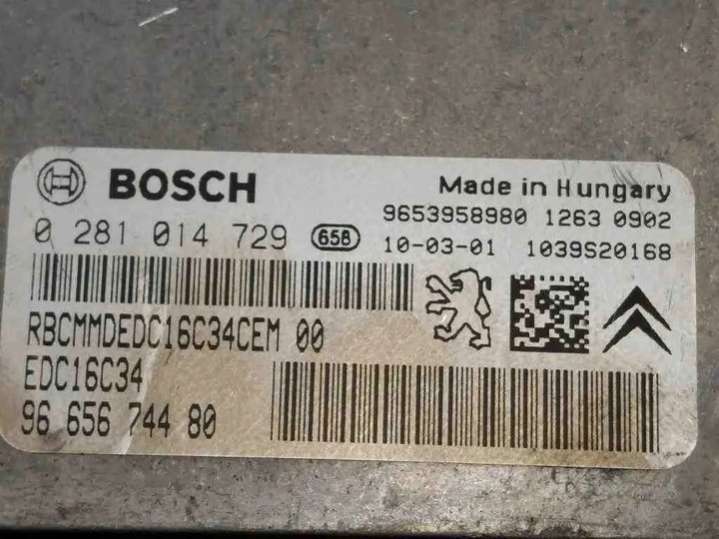 BOSCH
Made in Hungary
0 281 014 729 658
9653958980 1263 0902
10-03-01 1039S20168
RBCMMDEDC16C34CEM 00
EDC16C34
96 656 744 80